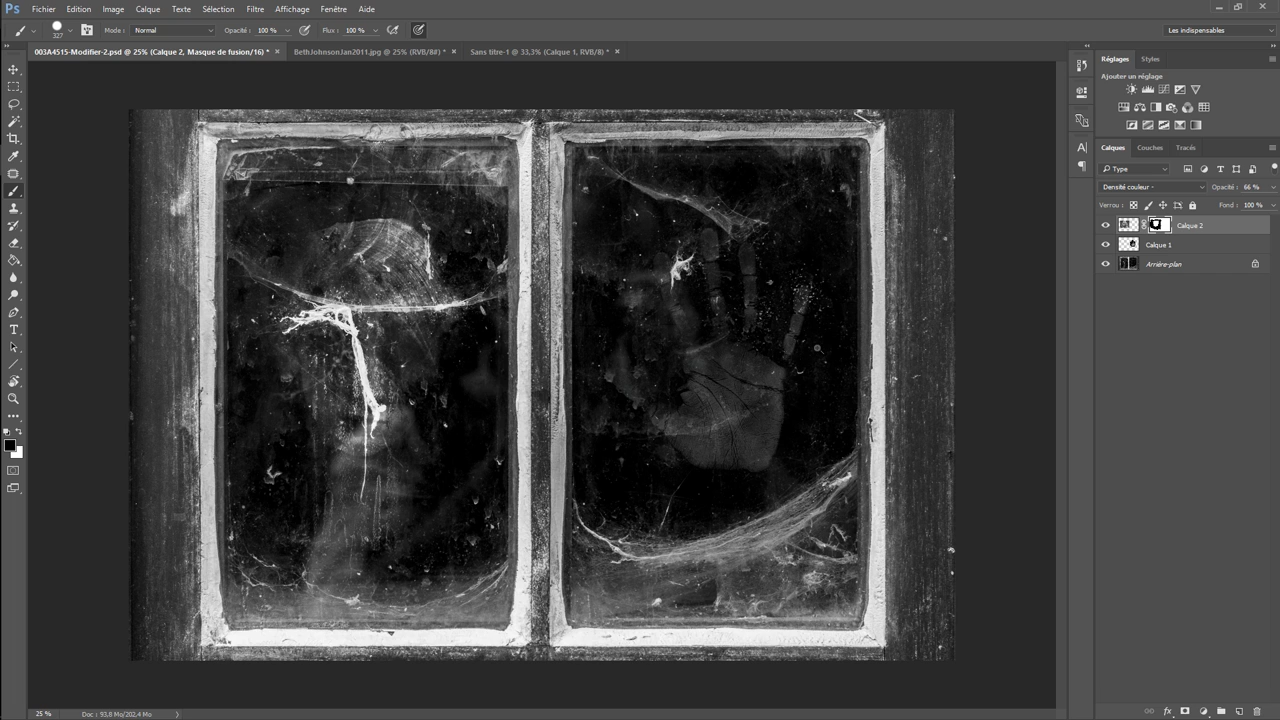 Ps Fichier Edition Image Calque Texte Sélection Filtre Affichage Fenêtre Aide
327 Mode : Normal Opacité : 100 % Flux : 100 % Les indispensables
003A4515-Modifier-2.psd @ 25% (Calque 2, Masque de fusion/16) * × BethJohnsonJan2011.jpg @ 25% (RVB/8#) * × Sans titre-1 @ 33,3% (Calque 1, RVB/8) * ×
Réglages Styles
Ajouter un réglage
Calques Couches Tracés
Type
Densité couleur - Opacité : 66 %
Verrou : Fond : 100 %
Calque 2
Calque 1
Arrière-plan
25 % Doc : 93,8 Mo/202,4 Mo